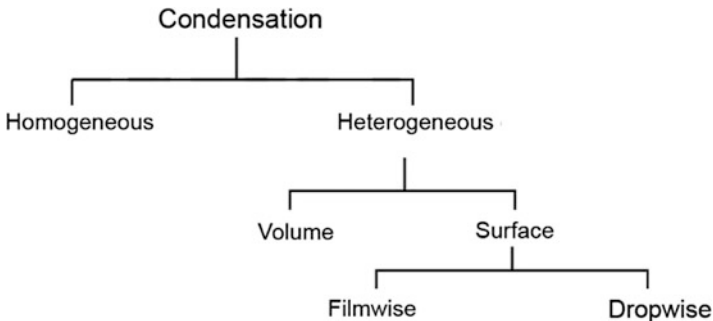 Condensation
Homogeneous
Heterogeneous
Volume
Surface
Filmwise
Dropwise